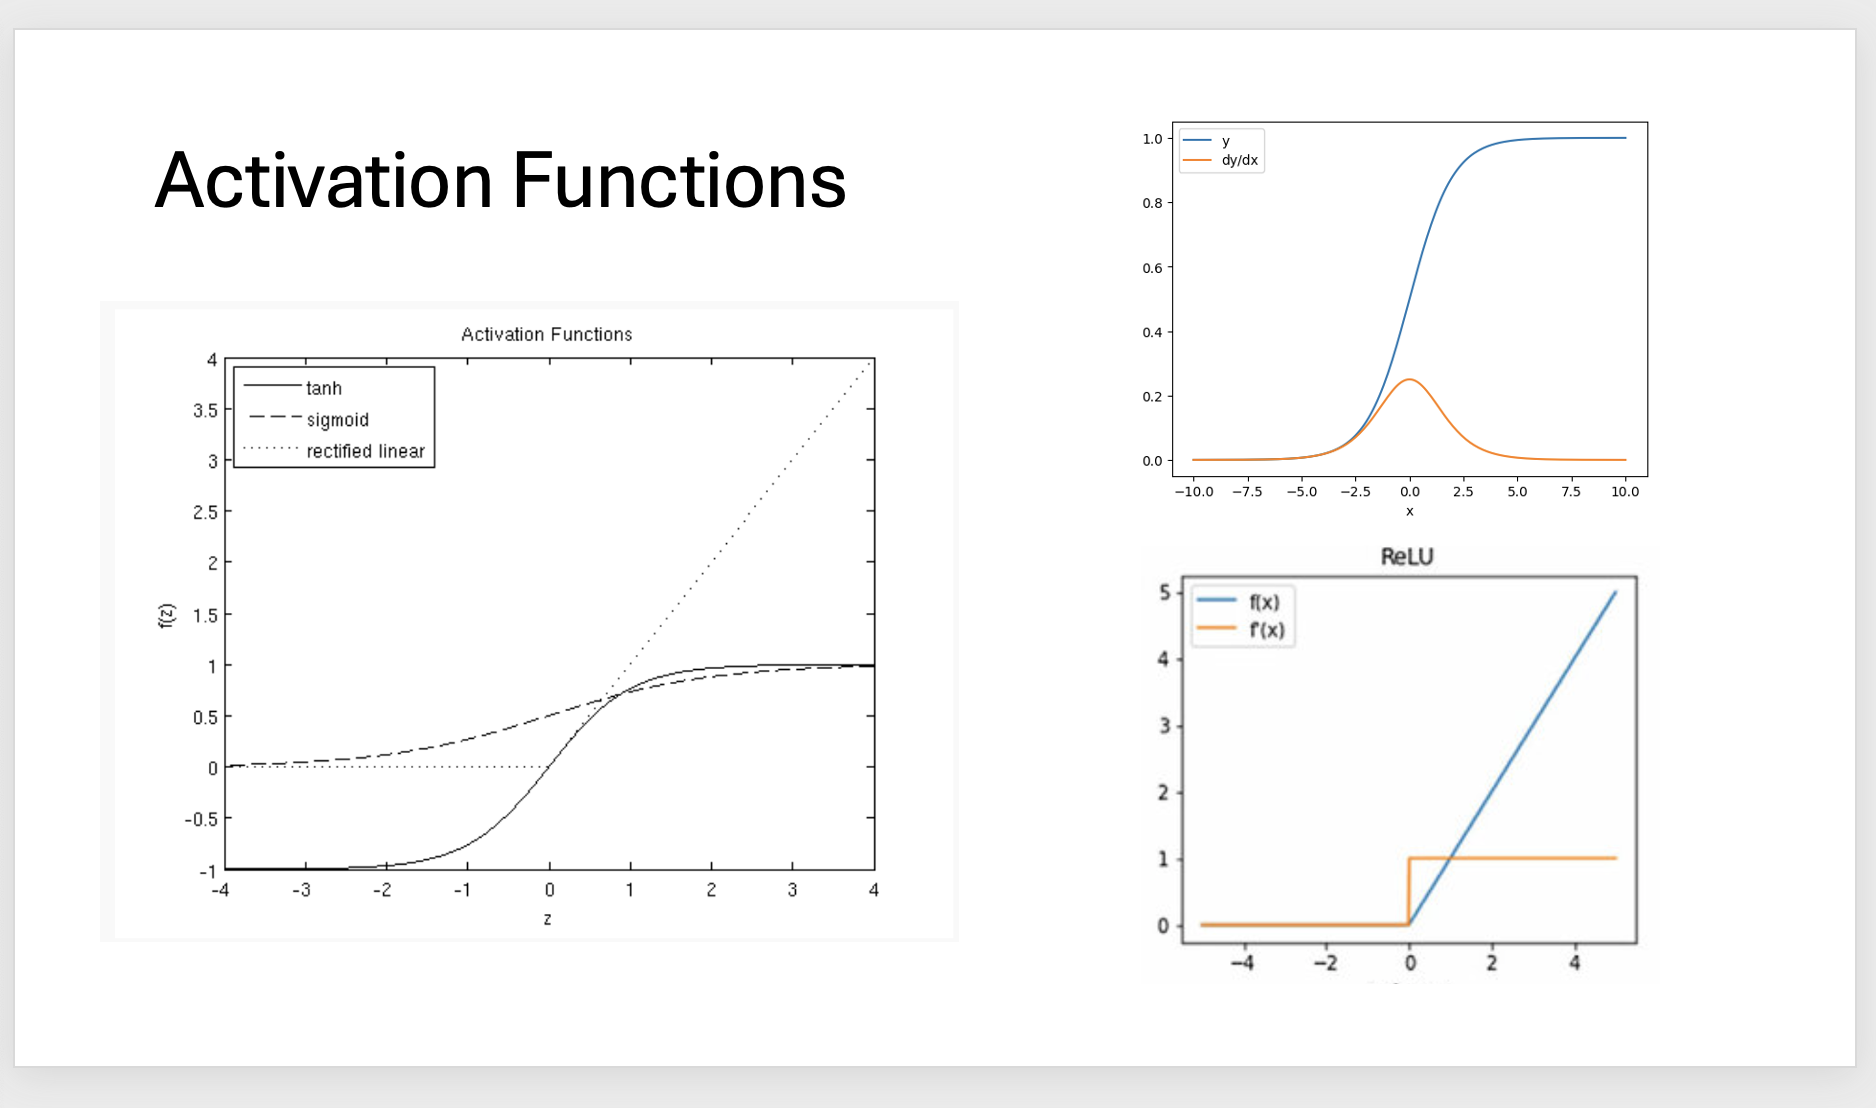 Activation Functions
Activation Functions
4
3.5
3
2.5
2
1.5
1
0.5
0
-0.5
-1
tanh
sigmoid
rectified linear
f(z)
-4 -3 -2 -1 0 1 2 3 4
z
1.0
0.8
0.6
0.4
0.2
0.0
y
dy/dx
−10.0 −7.5 −5.0 −2.5 0.0 2.5 5.0 7.5 10.0
x
ReLU
5
4
3
2
1
0
f(x)
f'(x)
−4 −2 0 2 4